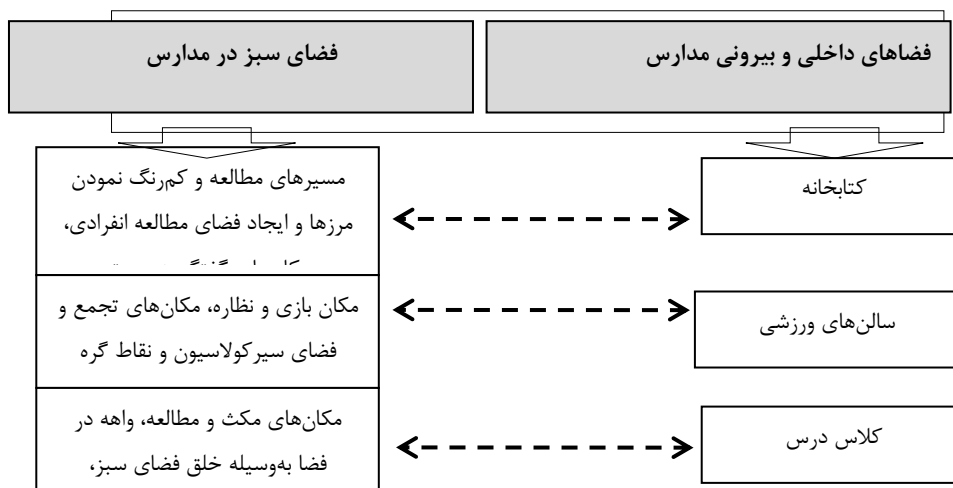 فضاهای داخلی و بیرونی مدارس
فضای سبز در مدارس
کتابخانه
مسیرهای مطالعه و کم‌رنگ نمودن
مرزها و ایجاد فضای مطالعه انفرادی،
سالن‌های ورزشی
مکان بازی و نظاره، مکان‌های تجمع و
فضای سیرکولاسیون و نقاط گره
کلاس درس
مکان‌های مکث و مطالعه، واهه در
فضا به‌وسیله خلق فضای سبز،